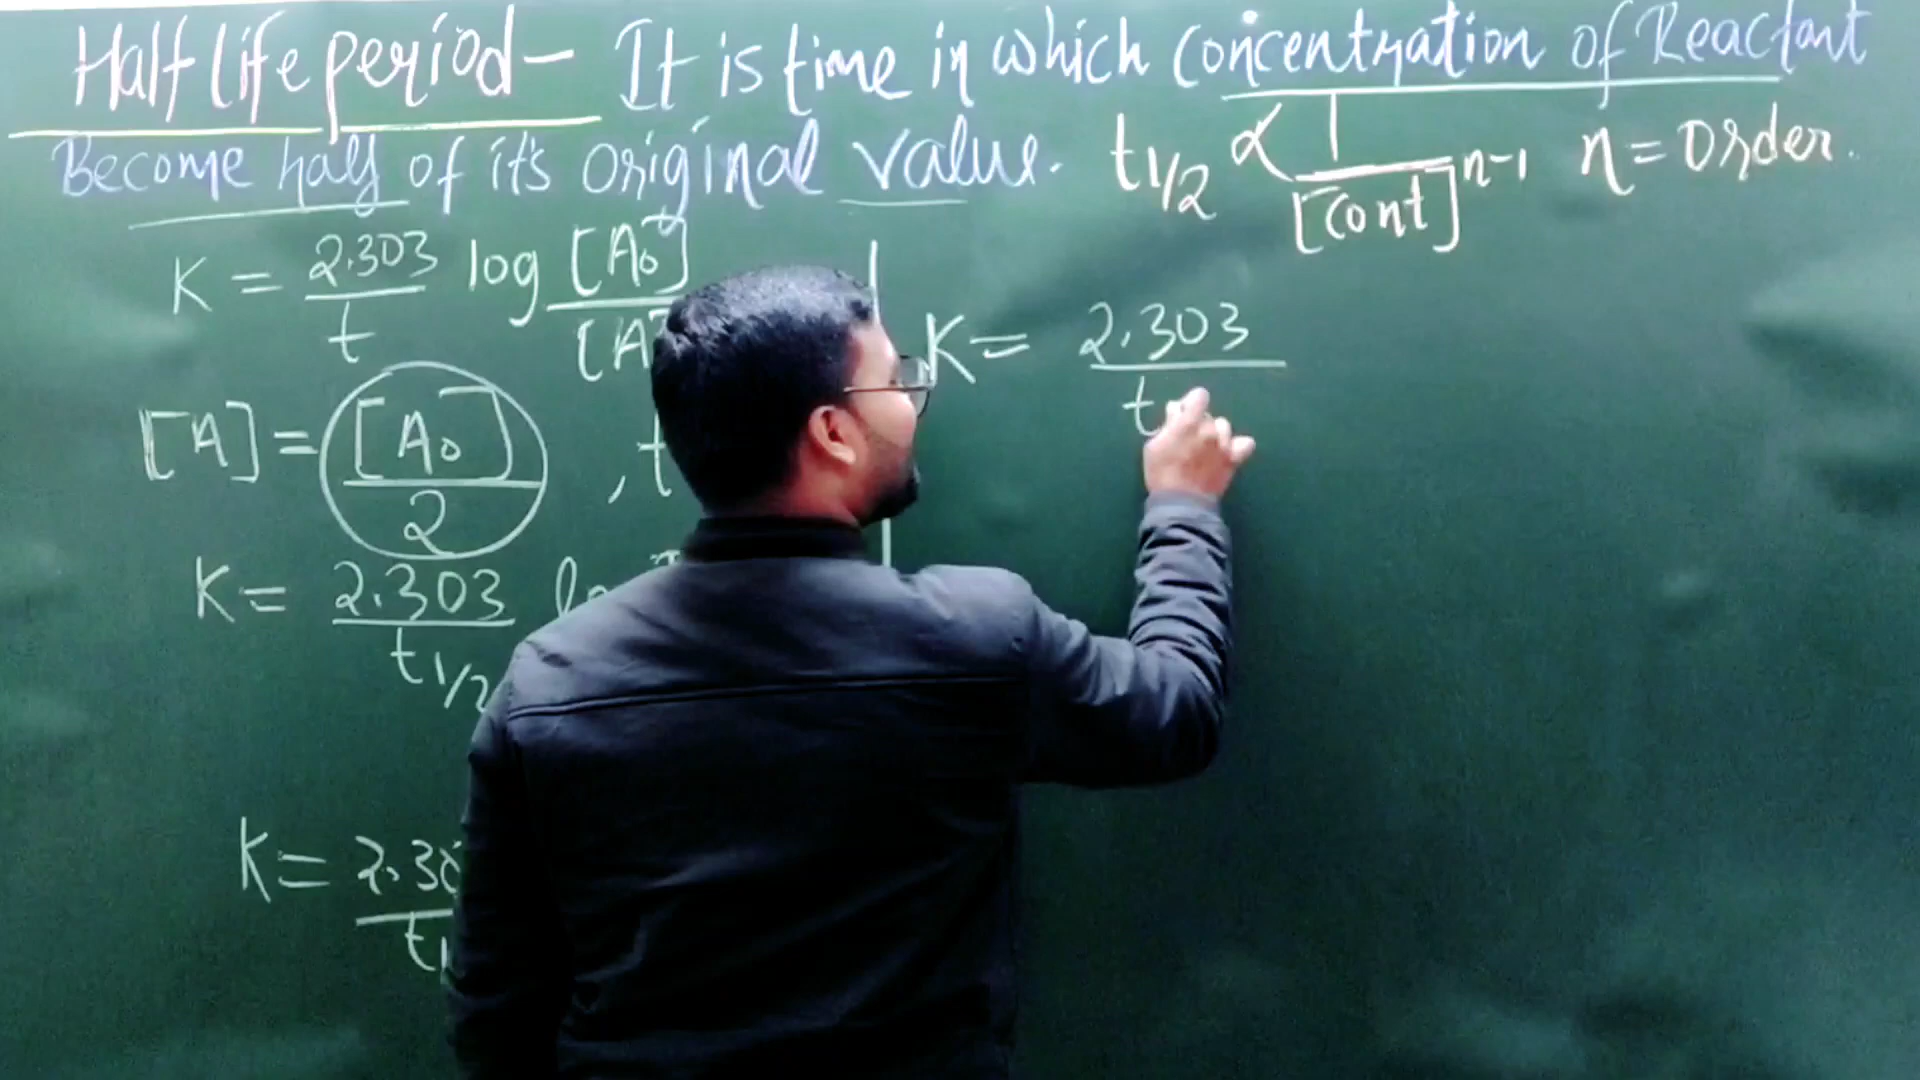 Half life period - It is time in which concentration of Reactant
Become half of it's original value. t1/2 ∝ 1/[Cont]^n-1 n = order.
K = 2.303/t log [A0]/[A
[A] = [A0]/2 , t
K = 2.303/t1/2 lo
K = 2.30
K = 2.303/t